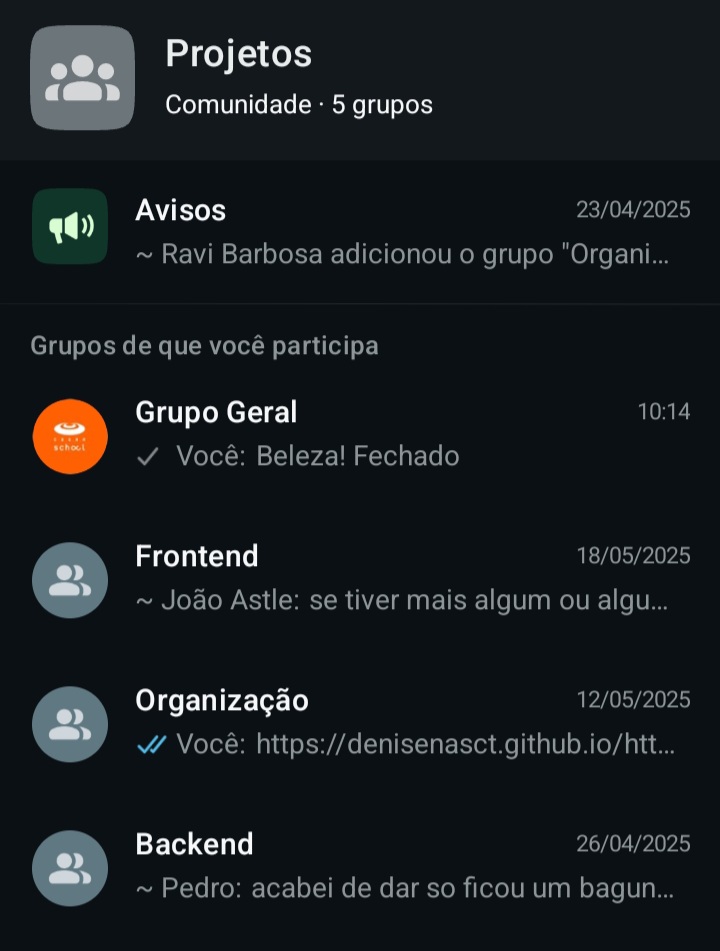 Projetos
Comunidade · 5 grupos
Avisos
23/04/2025
~ Ravi Barbosa adicionou o grupo "Organi...
Grupos de que você participa
school
Grupo Geral
10:14
Você: Beleza! Fechado
Frontend
18/05/2025
~ João Astle: se tiver mais algum ou algu...
Organização
12/05/2025
Você: https://denisenasct.github.io/htt...
Backend
26/04/2025
~ Pedro: acabei de dar so ficou um bagun...